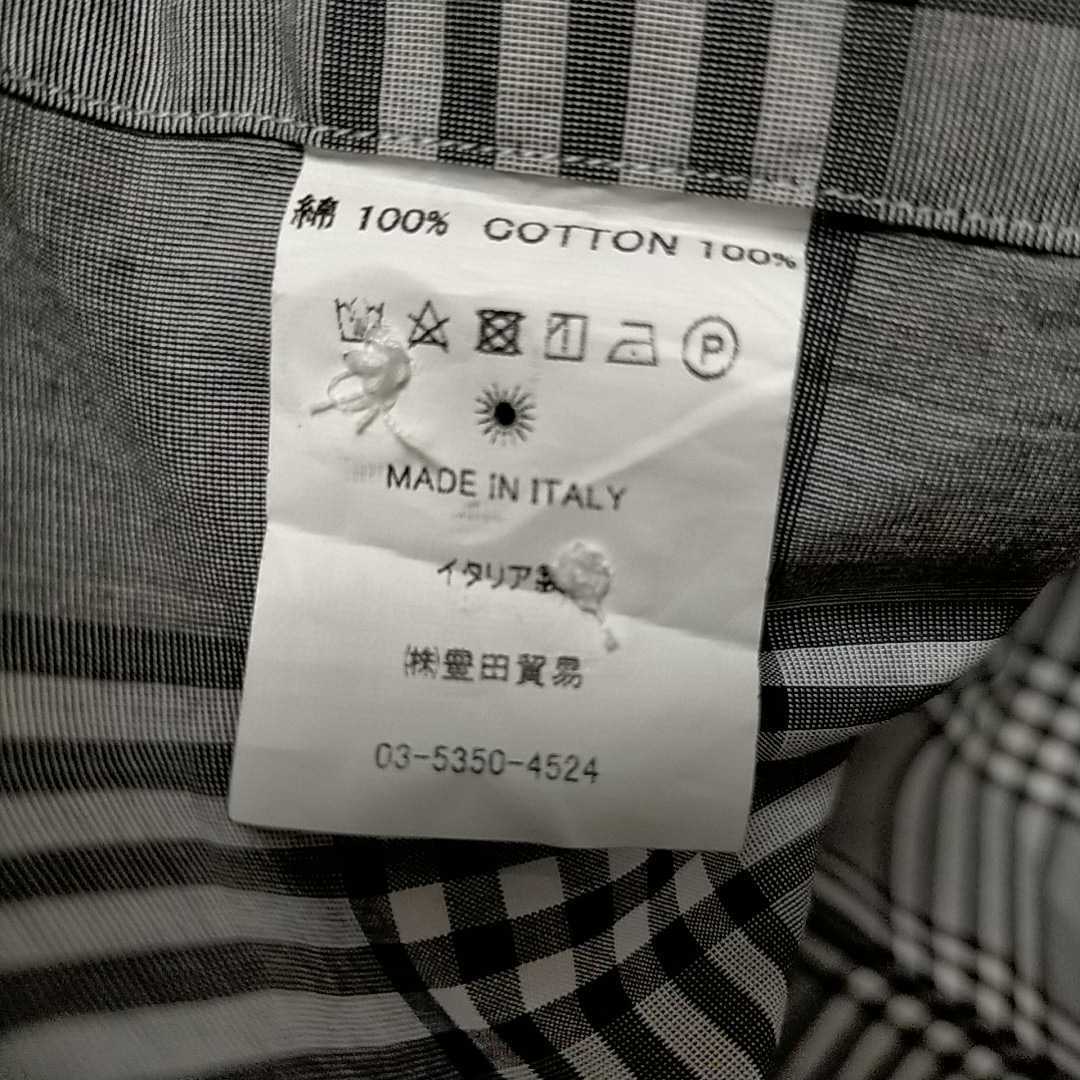 綿 100% COTTON 100%
P
MADE IN ITALY
イタリア製
㈱豊田貿易
03-5350-4524